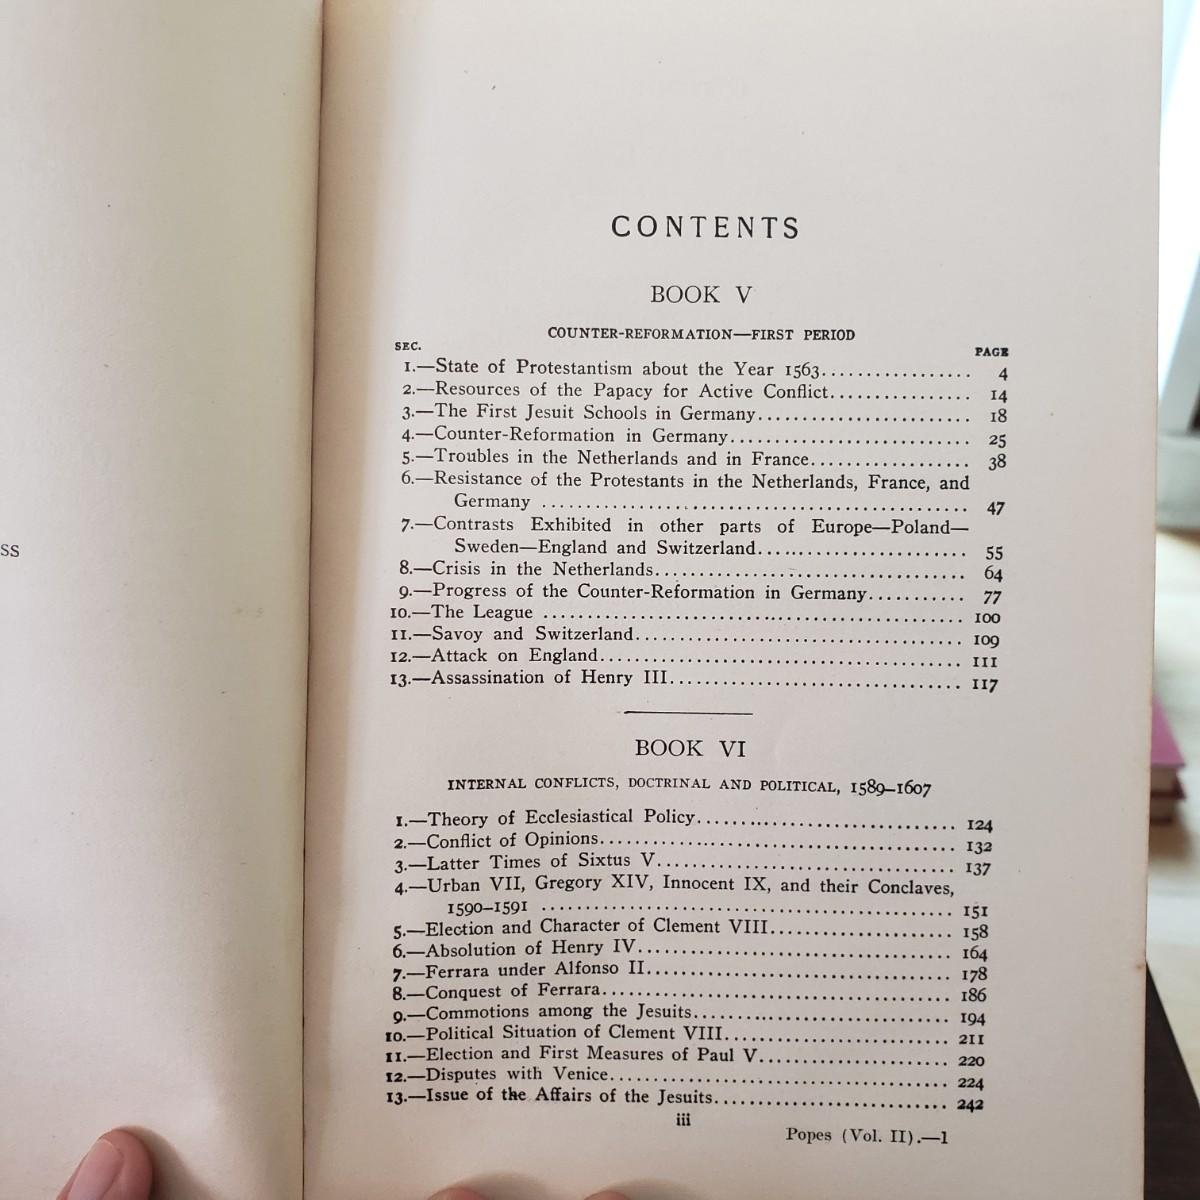 ss
CONTENTS
BOOK V
COUNTER-REFORMATION—FIRST PERIOD
SEC. PAGE
1.—State of Protestantism about the Year 1563................. 4
2.—Resources of the Papacy for Active Conflict................ 14
3.—The First Jesuit Schools in Germany........................ 18
4.—Counter-Reformation in Germany........................... 25
5.—Troubles in the Netherlands and in France.................. 38
6.—Resistance of the Protestants in the Netherlands, France, and
Germany ................................................. 47
7.—Contrasts Exhibited in other parts of Europe—Poland—
Sweden—England and Switzerland........................ 55
8.—Crisis in the Netherlands.................................... 64
9.—Progress of the Counter-Reformation in Germany........... 77
10.—The League ................................................ 100
11.—Savoy and Switzerland...................................... 109
12.—Attack on England.......................................... 111
13.—Assassination of Henry III.................................. 117
BOOK VI
INTERNAL CONFLICTS, DOCTRINAL AND POLITICAL, 1589–1607
1.—Theory of Ecclesiastical Policy.............................. 124
2.—Conflict of Opinions......................................... 132
3.—Latter Times of Sixtus V................................... 137
4.—Urban VII, Gregory XIV, Innocent IX, and their Conclaves,
1590–1591 ............................................... 151
5.—Election and Character of Clement VIII..................... 158
6.—Absolution of Henry IV.................................... 164
7.—Ferrara under Alfonso II................................... 178
8.—Conquest of Ferrara........................................ 186
9.—Commotions among the Jesuits.............................. 194
10.—Political Situation of Clement VIII.......................... 211
11.—Election and First Measures of Paul V...................... 220
12.—Disputes with Venice....................................... 224
13.—Issue of the Affairs of the Jesuits........................... 242
iii
Popes (Vol. II).—1